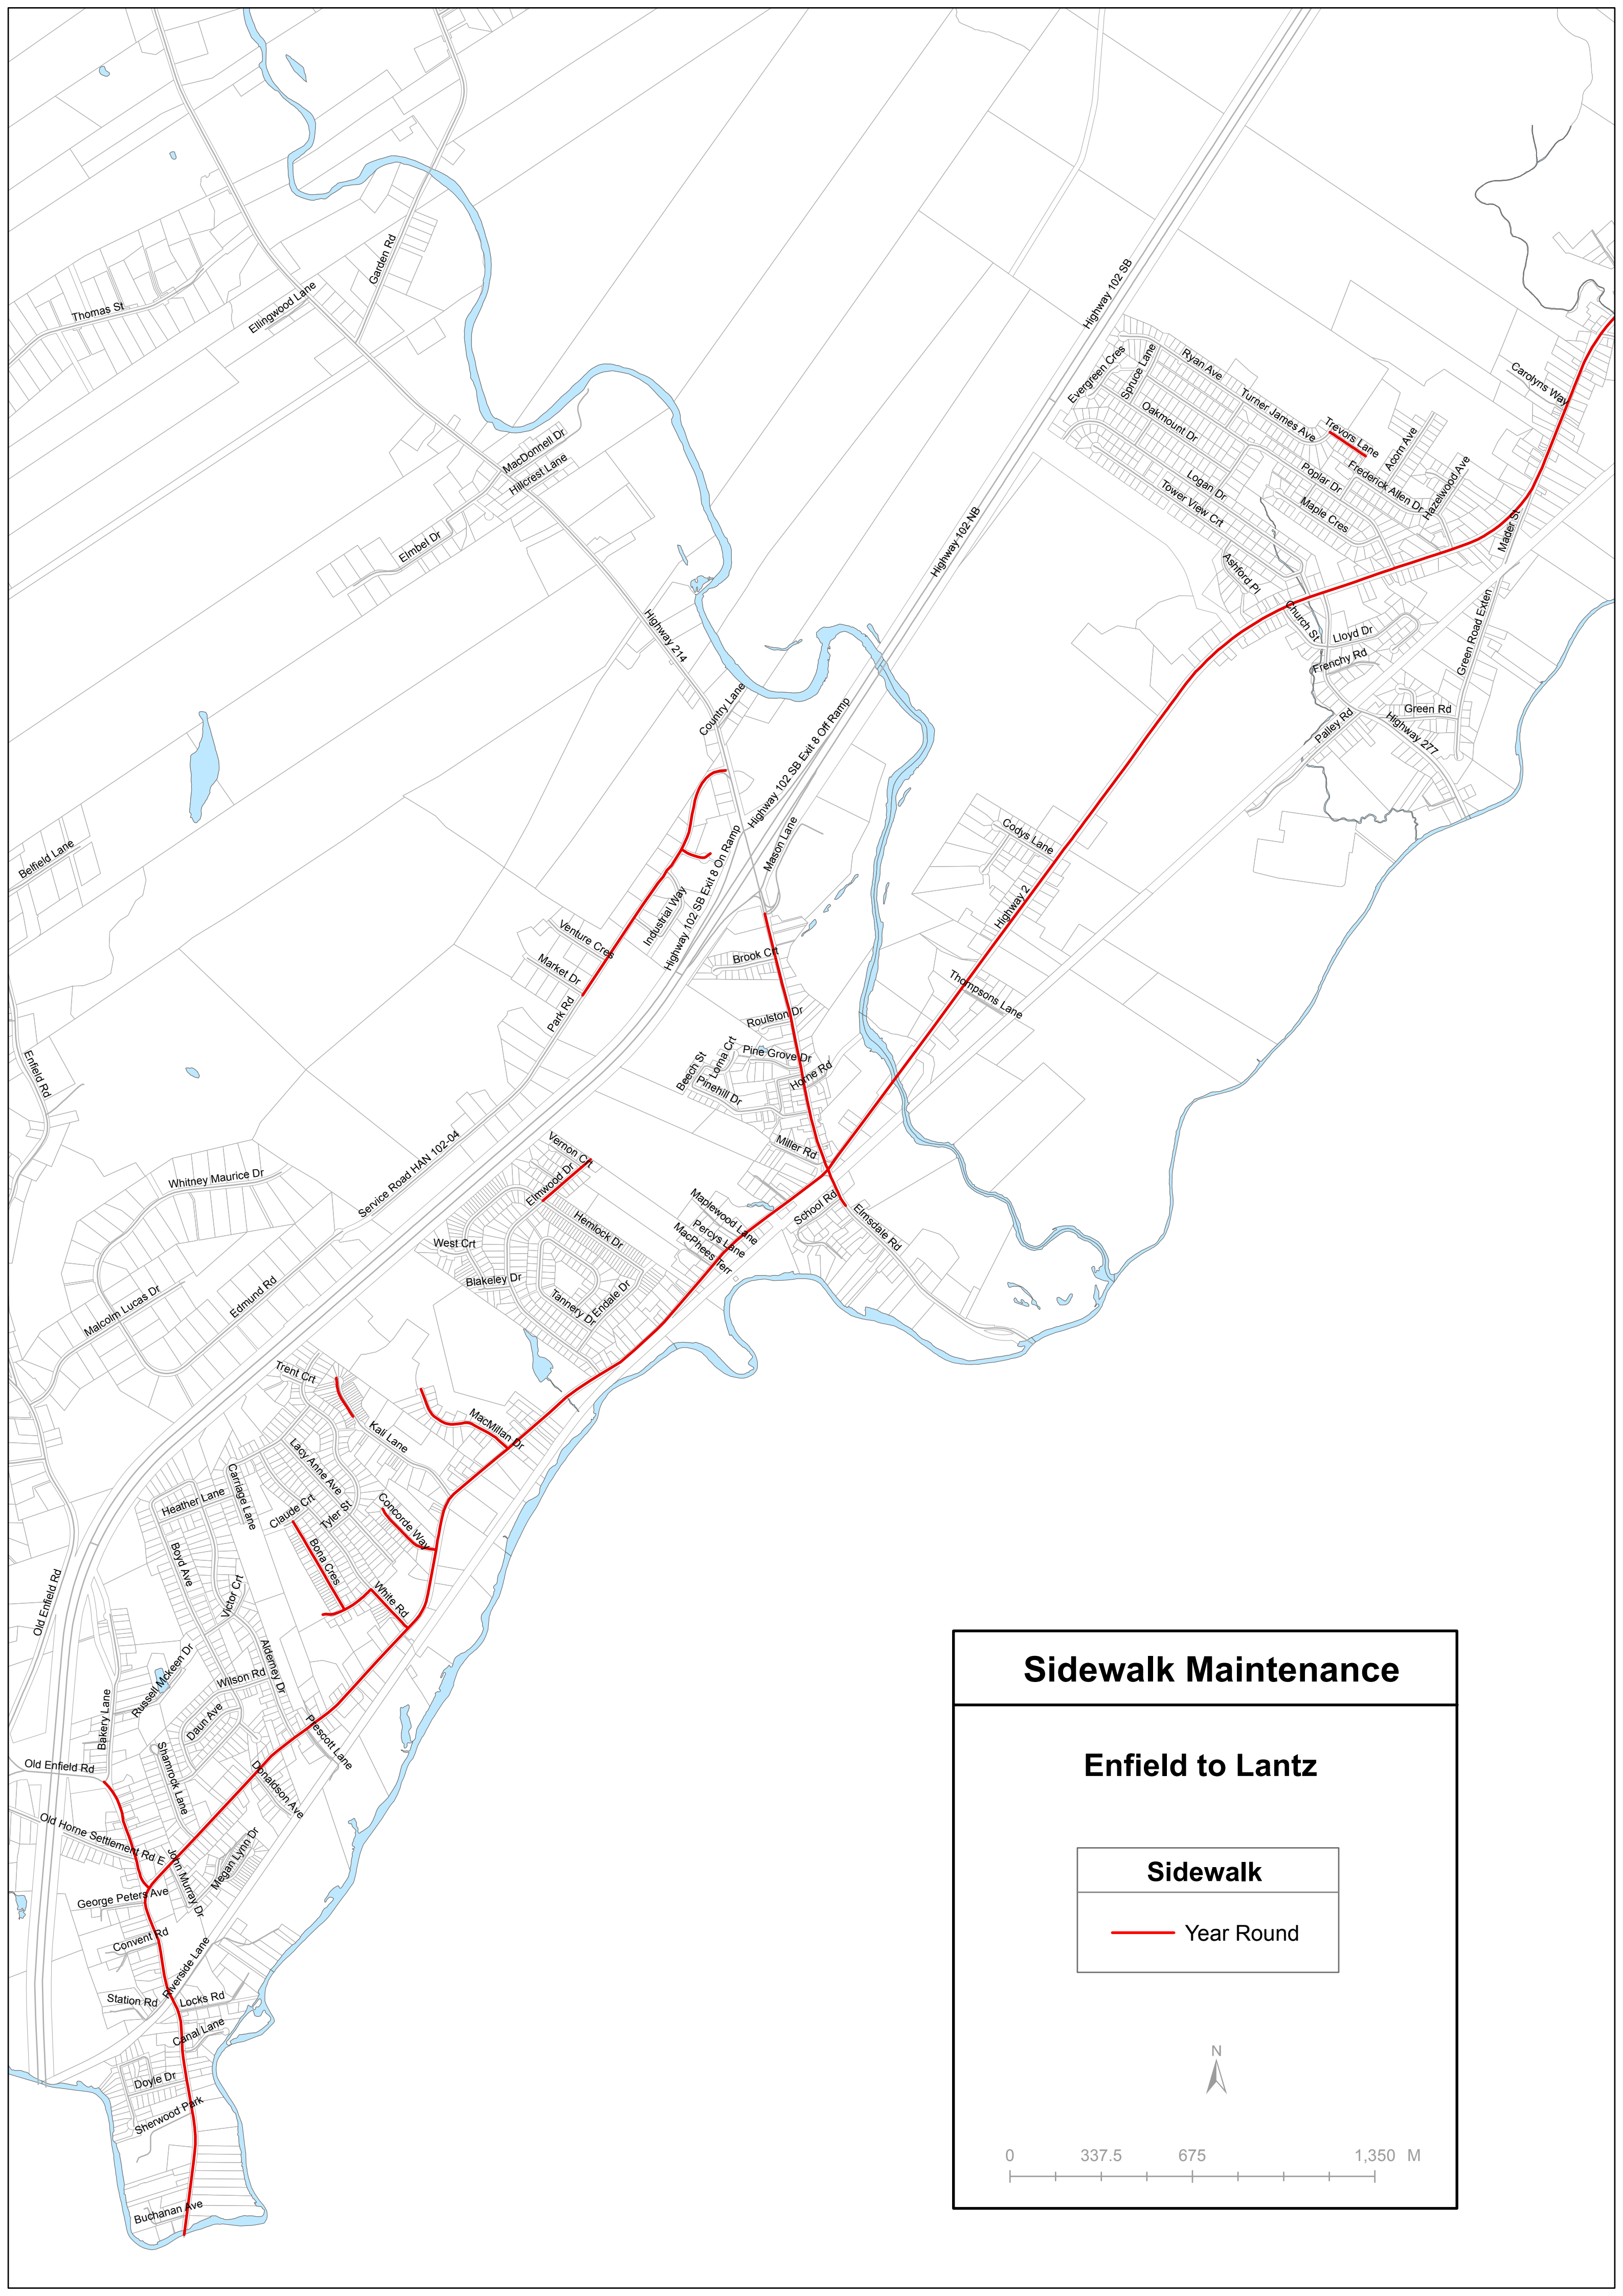 Garden Rd
Thomas St
Ellingwood Lane
Highway 102 SB
Evergreen Cres
Spruce Lane
Ryan Ave
Carolyns Way
Turner James Ave
Trevors Lane
Oakmount Dr
Acorn Ave
MacDonnell Dr
Hillcrest Lane
Poplar Dr
Frederick Allen Dr
Hazelwood Ave
Logan Dr
Tower View Crt
Maple Cres
Mader St
Elmbel Dr
Highway 102 NB
Ashford Pl
Church St
Lloyd Dr
Frenchy Rd
Green Road Exten
Highway 214
Country Lane
Green Rd
Palley Rd
Highway 277
Highway 102 SB Exit 8 Off Ramp
Highway 102 SB Exit 8 On Ramp
Mason Lane
Codys Lane
Belfield Lane
Highway 2
Industrial Way
Venture Cres
Market Dr
Brook Crt
Thompsons Lane
Park Rd
Roulston Dr
Pine Grove Dr
Lorna Crt
Beech St
Pinehill Dr
Horne Rd
Enfield Rd
Miller Rd
Vernon Crt
Service Road HAN 102-04
Whitney Maurice Dr
Elmwood Dr
Maplewood Lane
School Rd
Percys Lane
MacPhees Terr
Elmsdale Rd
Hemlock Dr
West Crt
Blakeley Dr
Tannery Dr
Endale Dr
Malcolm Lucas Dr
Edmund Rd
Trent Crt
Kali Lane
MacMillan Dr
Lacy Anne Ave
Carriage Lane
Heather Lane
Claude Crt
Tyler St
Concorde Way
Bona Cres
Boyd Ave
White Rd
Victor Crt
Old Enfield Rd
Alderney Dr
Russell Mckeen Dr
Wilson Rd
Daun Ave
Bakery Lane
Prescott Lane
Shamrock Lane
Donaldson Ave
Old Enfield Rd
Old Horne Settlement Rd E
John Murray Dr
Megan Lynn Dr
George Peters Ave
Convent Rd
Riverside Lane
Station Rd
Locks Rd
Canal Lane
Doyle Dr
Sherwood Park
Buchanan Ave
Sidewalk Maintenance
Enfield to Lantz
Sidewalk
Year Round
N
0 337.5 675 1,350 M